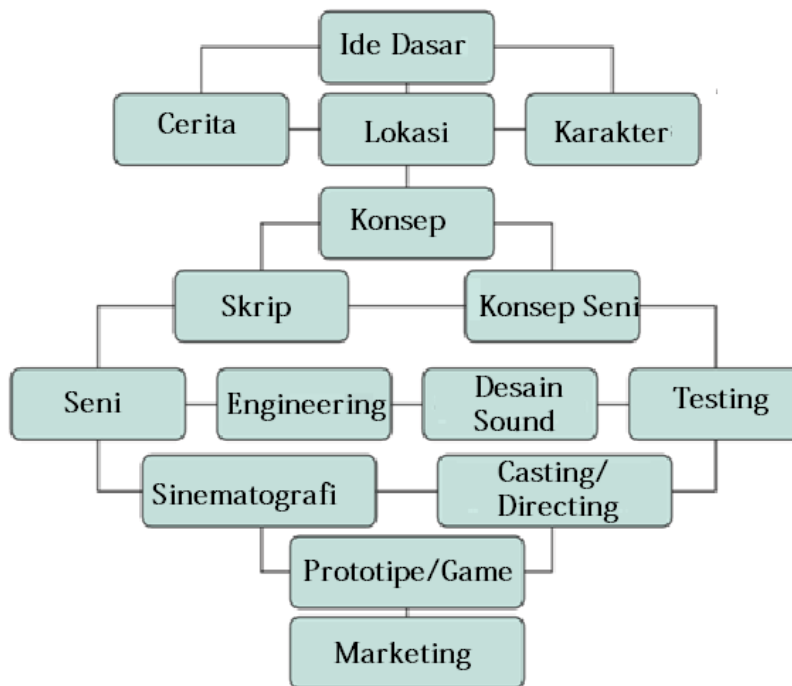 Ide Dasar
Cerita
Lokasi
Karakter
Konsep
Skrip
Konsep Seni
Seni
Engineering
Desain
Sound
Testing
Sinematografi
Casting/
Directing
Prototipe/Game
Marketing